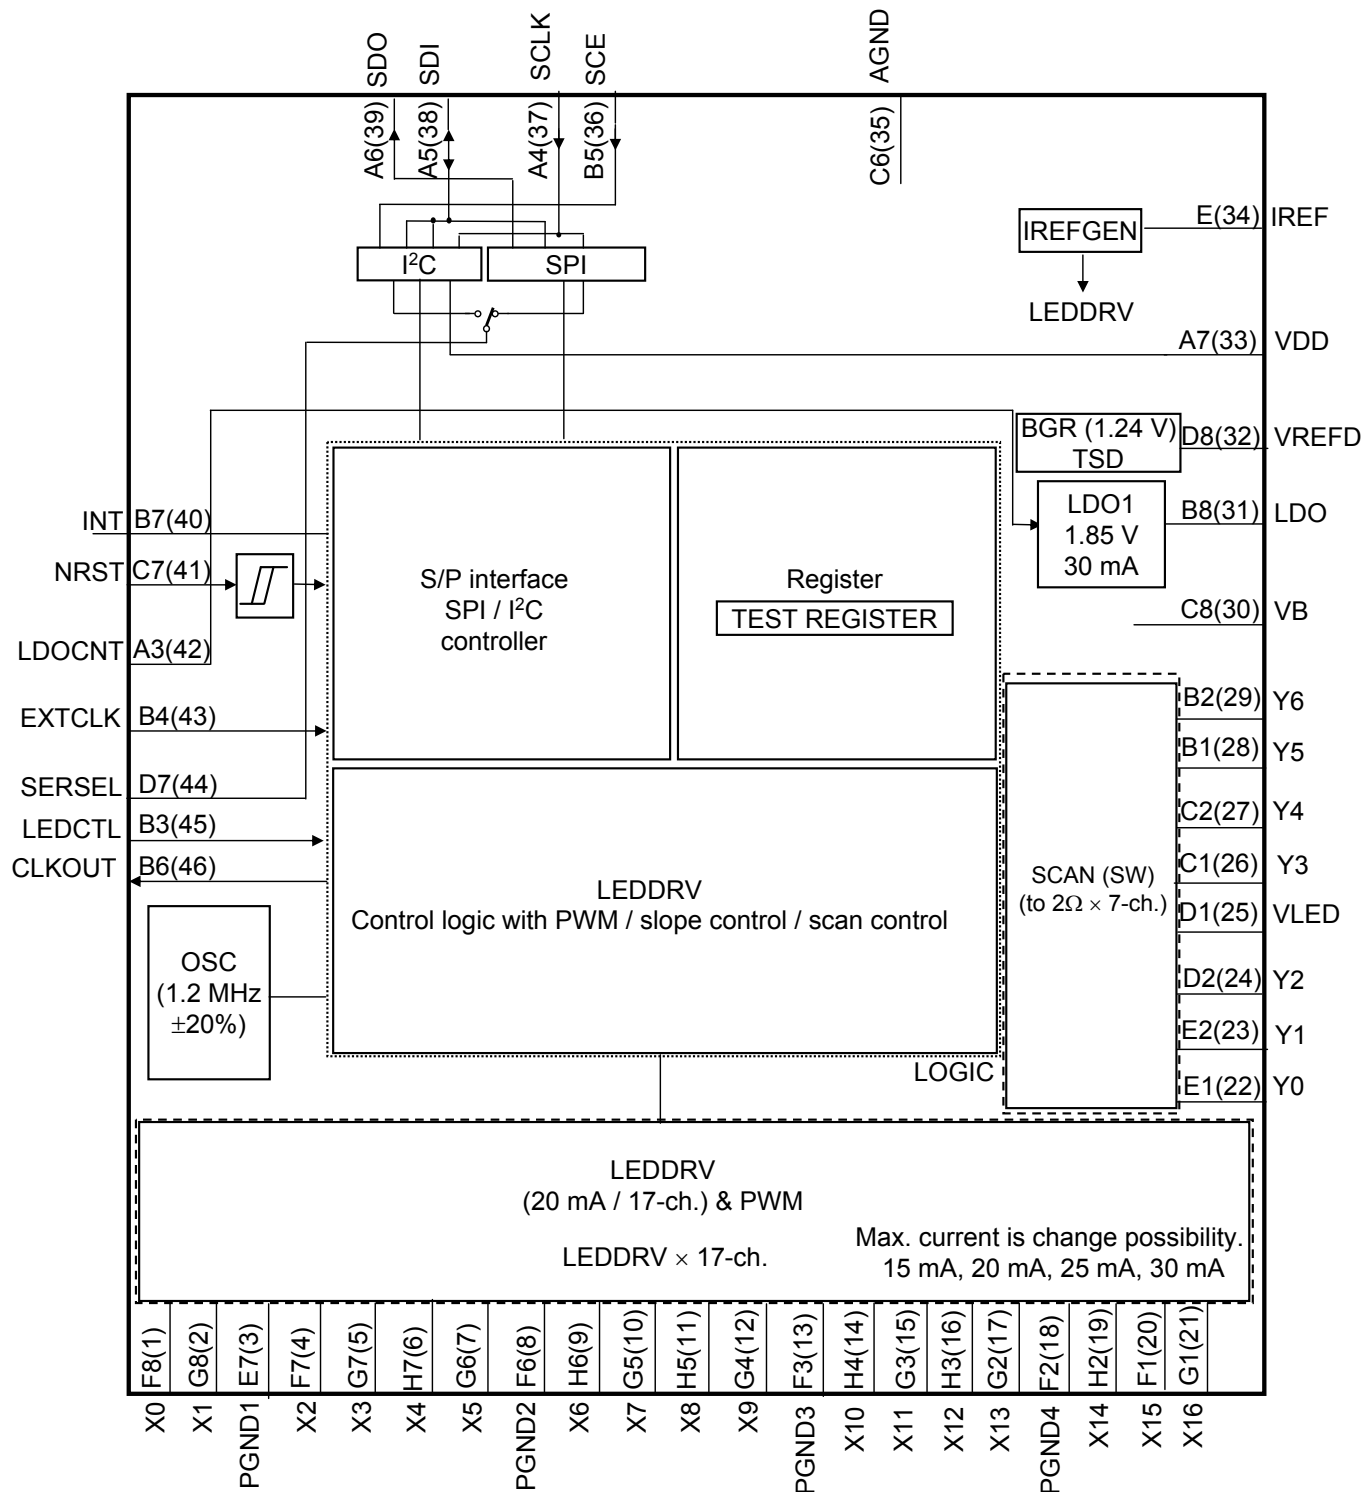 SDO
SDI
SCLK
SCE
AGND
A6(39)
A5(38)
A4(37)
B5(36)
C6(35)
E(34) IREF
IREFGEN
LEDDRV
I²C
SPI
A7(33) VDD
BGR (1.24 V)
TSD
D8(32) VREFD
LDO1
1.85 V
30 mA
B8(31) LDO
C8(30) VB
INT B7(40)
NRST C7(41)
LDOCNT A3(42)
EXTCLK B4(43)
SERSEL D7(44)
LEDCTL B3(45)
CLKOUT B6(46)
S/P interface
SPI / I²C
controller
Register
TEST REGISTER
B2(29) Y6
B1(28) Y5
C2(27) Y4
C1(26) Y3
D1(25) VLED
D2(24) Y2
E2(23) Y1
E1(22) Y0
SCAN (SW)
(to 2Ω × 7-ch.)
LEDDRV
Control logic with PWM / slope control / scan control
OSC
(1.2 MHz
±20%)
LOGIC
LEDDRV
(20 mA / 17-ch.) & PWM
LEDDRV × 17-ch.
Max. current is change possibility.
15 mA, 20 mA, 25 mA, 30 mA
F8(1)
G8(2)
E7(3)
F7(4)
G7(5)
H7(6)
G6(7)
F6(8)
H6(9)
G5(10)
H5(11)
G4(12)
F3(13)
H4(14)
G3(15)
H3(16)
G2(17)
F2(18)
H2(19)
F1(20)
G1(21)
X0
X1
PGND1
X2
X3
X4
X5
PGND2
X6
X7
X8
X9
PGND3
X10
X11
X12
X13
PGND4
X14
X15
X16